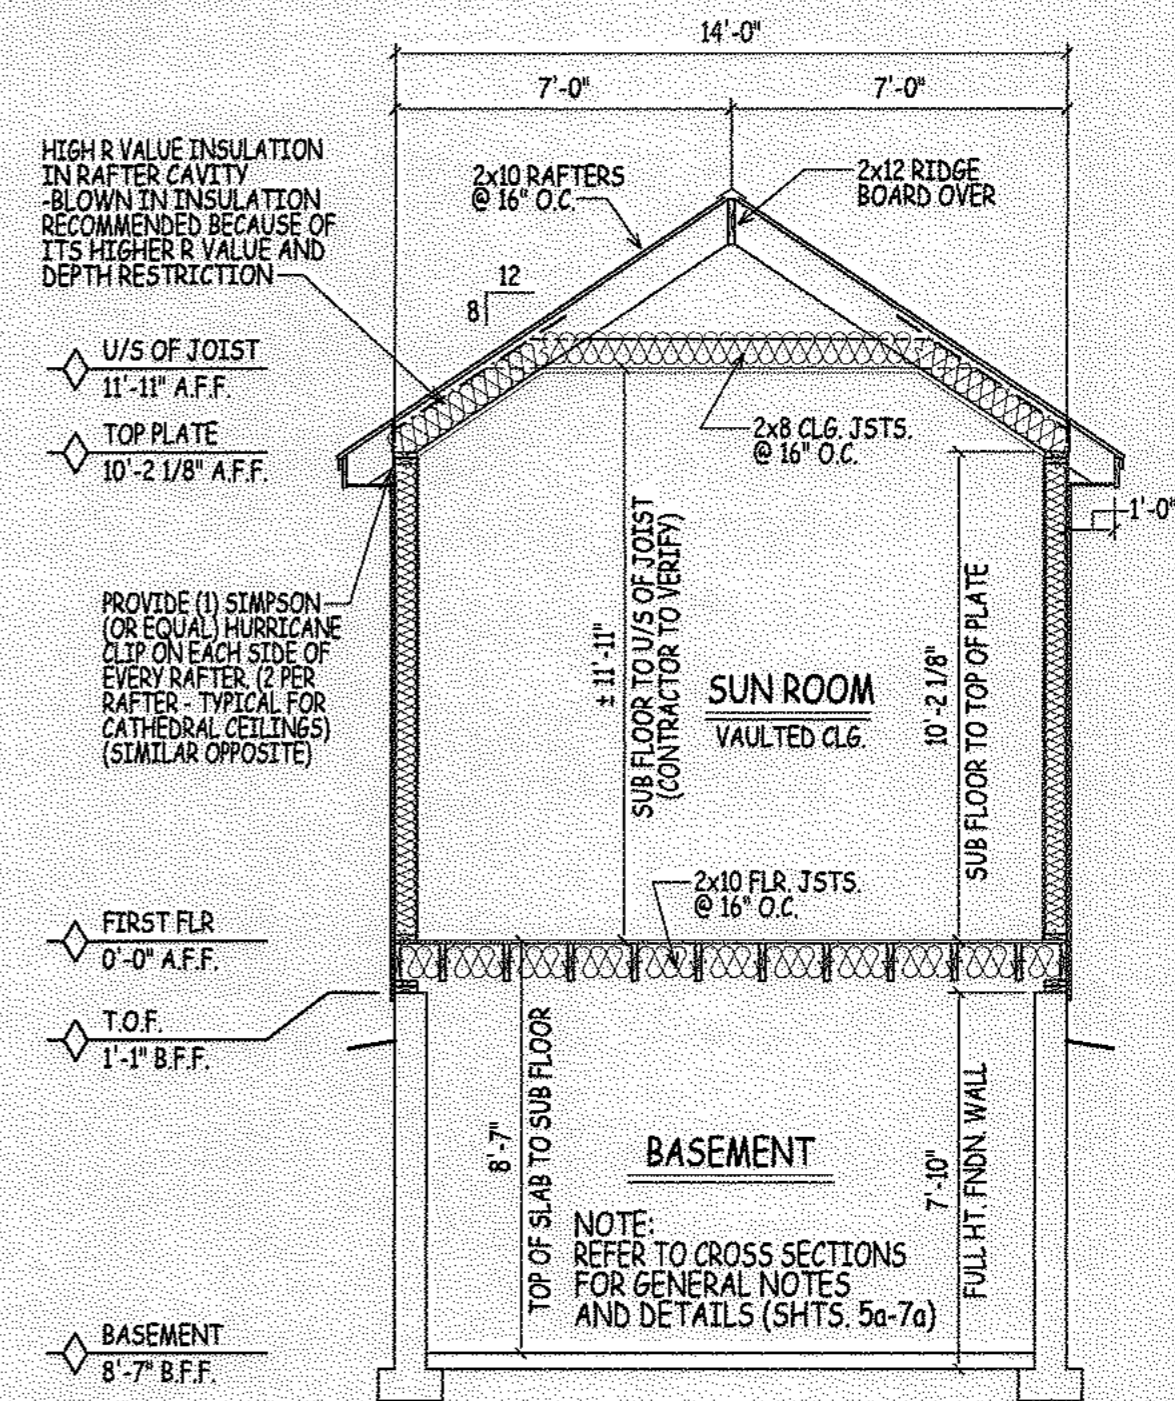 14'-0"
7'-0"
7'-0"
HIGH R VALUE INSULATION
IN RAFTER CAVITY
-BLOWN IN INSULATION
RECOMMENDED BECAUSE OF
ITS HIGHER R VALUE AND
DEPTH RESTRICTION
2x10 RAFTERS
@ 16" O.C.
2x12 RIDGE
BOARD OVER
12
8
U/S OF JOIST
11'-11" A.F.F.
TOP PLATE
10'-2 1/8" A.F.F.
2x8 CLG. JSTS.
@ 16" O.C.
1'-0"
PROVIDE (1) SIMPSON
(OR EQUAL) HURRICANE
CLIP ON EACH SIDE OF
EVERY RAFTER. (2 PER
RAFTER - TYPICAL FOR
CATHEDRAL CEILINGS)
(SIMILAR OPPOSITE)
± 11'-11"
SUB FLOOR TO U/S OF JOIST
(CONTRACTOR TO VERIFY)
SUN ROOM
VAULTED CLG.
10'-2 1/8"
SUB FLOOR TO TOP OF PLATE
2x10 FLR. JSTS.
@ 16" O.C.
FIRST FLR
0'-0" A.F.F.
T.O.F.
1'-1" B.F.F.
8'-7"
TOP OF SLAB TO SUB FLOOR
BASEMENT
7'-10"
FULL HT. FNDN. WALL
NOTE:
REFER TO CROSS SECTIONS
FOR GENERAL NOTES
AND DETAILS (SHTS. 5a-7a)
BASEMENT
8'-7" B.F.F.